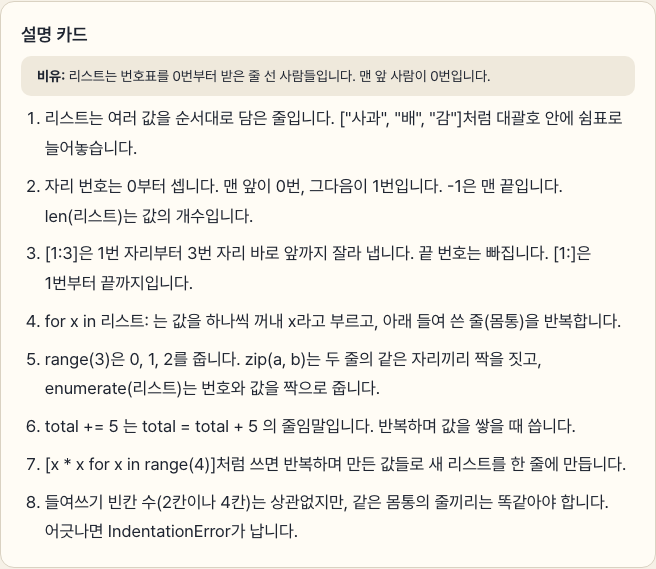 설명 카드
비유: 리스트는 번호표를 0번부터 받은 줄 선 사람들입니다. 맨 앞 사람이 0번입니다.
1. 리스트는 여러 값을 순서대로 담은 줄입니다. ["사과", "배", "감"]처럼 대괄호 안에 쉼표로
늘어놓습니다.
2. 자리 번호는 0부터 셉니다. 맨 앞이 0번, 그다음이 1번입니다. -1은 맨 끝입니다.
len(리스트)는 값의 개수입니다.
3. [1:3]은 1번 자리부터 3번 자리 바로 앞까지 잘라 냅니다. 끝 번호는 빠집니다. [1:]은
1번부터 끝까지입니다.
4. for x in 리스트: 는 값을 하나씩 꺼내 x라고 부르고, 아래 들여 쓴 줄(몸통)을 반복합니다.
5. range(3)은 0, 1, 2를 줍니다. zip(a, b)는 두 줄의 같은 자리끼리 짝을 짓고,
enumerate(리스트)는 번호와 값을 짝으로 줍니다.
6. total += 5 는 total = total + 5 의 줄임말입니다. 반복하며 값을 쌓을 때 씁니다.
7. [x * x for x in range(4)]처럼 쓰면 반복하며 만든 값들로 새 리스트를 한 줄에 만듭니다.
8. 들여쓰기 빈칸 수(2칸이나 4칸)는 상관없지만, 같은 몸통의 줄끼리는 똑같아야 합니다.
어긋나면 IndentationError가 납니다.